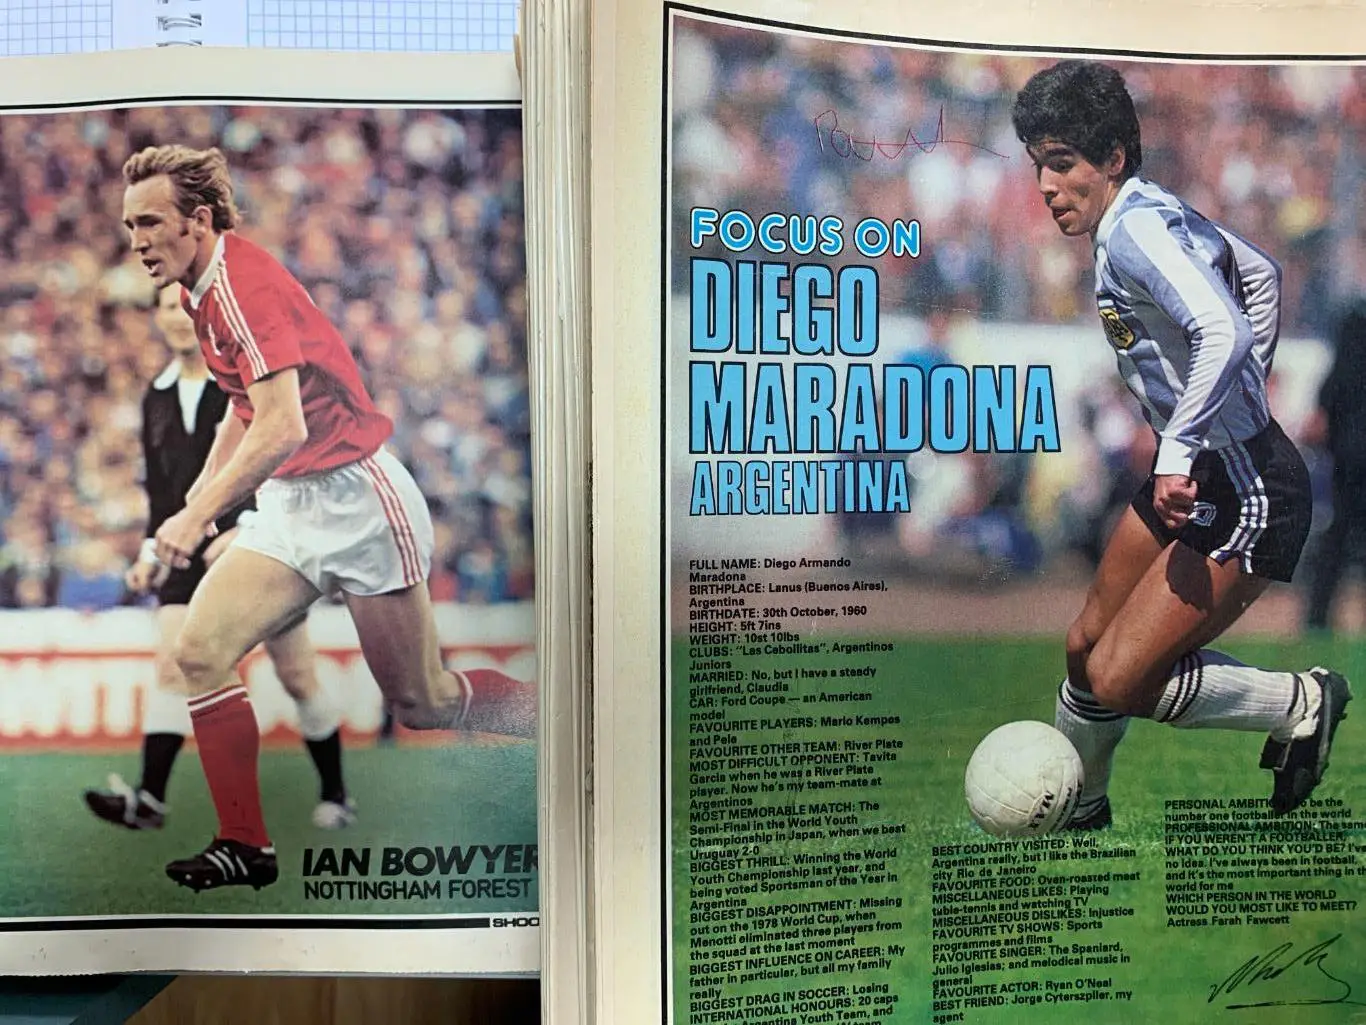 IAN BOWYER
NOTTINGHAM FOREST
SHOO
FOCUS ON
DIEGO
MARADONA
ARGENTINA
FULL NAME: Diego Armando
Maradona
BIRTHPLACE: Lanus (Buenos Aires),
Argentina
BIRTHDATE: 30th October, 1960
HEIGHT: 5ft 7ins
WEIGHT: 10st 10lbs
CLUBS: "Las Cebollitas", Argentinos
Juniors
MARRIED: No, but I have a steady
girlfriend, Claudia
CAR: Ford Coupe — an American
model
FAVOURITE PLAYERS: Mario Kempes
and Pele
FAVOURITE OTHER TEAM: River Plate
MOST DIFFICULT OPPONENT: Tavita
Garcia when he was a River Plate
player. Now he's my team-mate at
Argentinos
MOST MEMORABLE MATCH: The
Semi-Final in the World Youth
Championship in Japan, when we beat
Uruguay 2-0
BIGGEST THRILL: Winning the World
Youth Championship last year, and
being voted Sportsman of the Year in
Argentina
BIGGEST DISAPPOINTMENT: Missing
out on the 1978 World Cup, when
Menotti eliminated three players from
the squad at the last moment
BIGGEST INFLUENCE ON CAREER: My
father in particular, but all my family
really
BIGGEST DRAG IN SOCCER: Losing
INTERNATIONAL HONOURS: 20 caps
Argentina Youth Team, and
BEST COUNTRY VISITED: Well,
Argentina really, but I like the Brazilian
city Rio de Janeiro
FAVOURITE FOOD: Oven-roasted meat
MISCELLANEOUS LIKES: Playing
table-tennis and watching TV
MISCELLANEOUS DISLIKES: Injustice
FAVOURITE TV SHOWS: Sports
programmes and films
FAVOURITE SINGER: The Spaniard,
Julio Iglesias; and melodical music in
general
FAVOURITE ACTOR: Ryan O'Neal
BEST FRIEND: Jorge Cyterszpiler, my
agent
PERSONAL AMBITION: To be the
number one footballer in the world
PROFESSIONAL AMBITION: The same
IF YOU WEREN'T A FOOTBALLER,
WHAT DO YOU THINK YOU'D BE? I've
no idea. I've always been in football,
and it's the most important thing in the
world for me
WHICH PERSON IN THE WORLD
WOULD YOU MOST LIKE TO MEET?
Actress Farah Fawcett